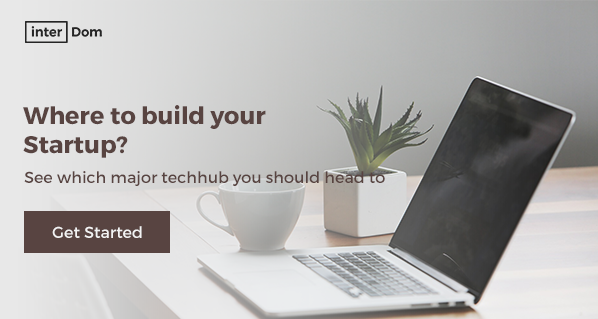 inter Dom
Where to build your
Startup?
See which major techhub you should head to
Get Started